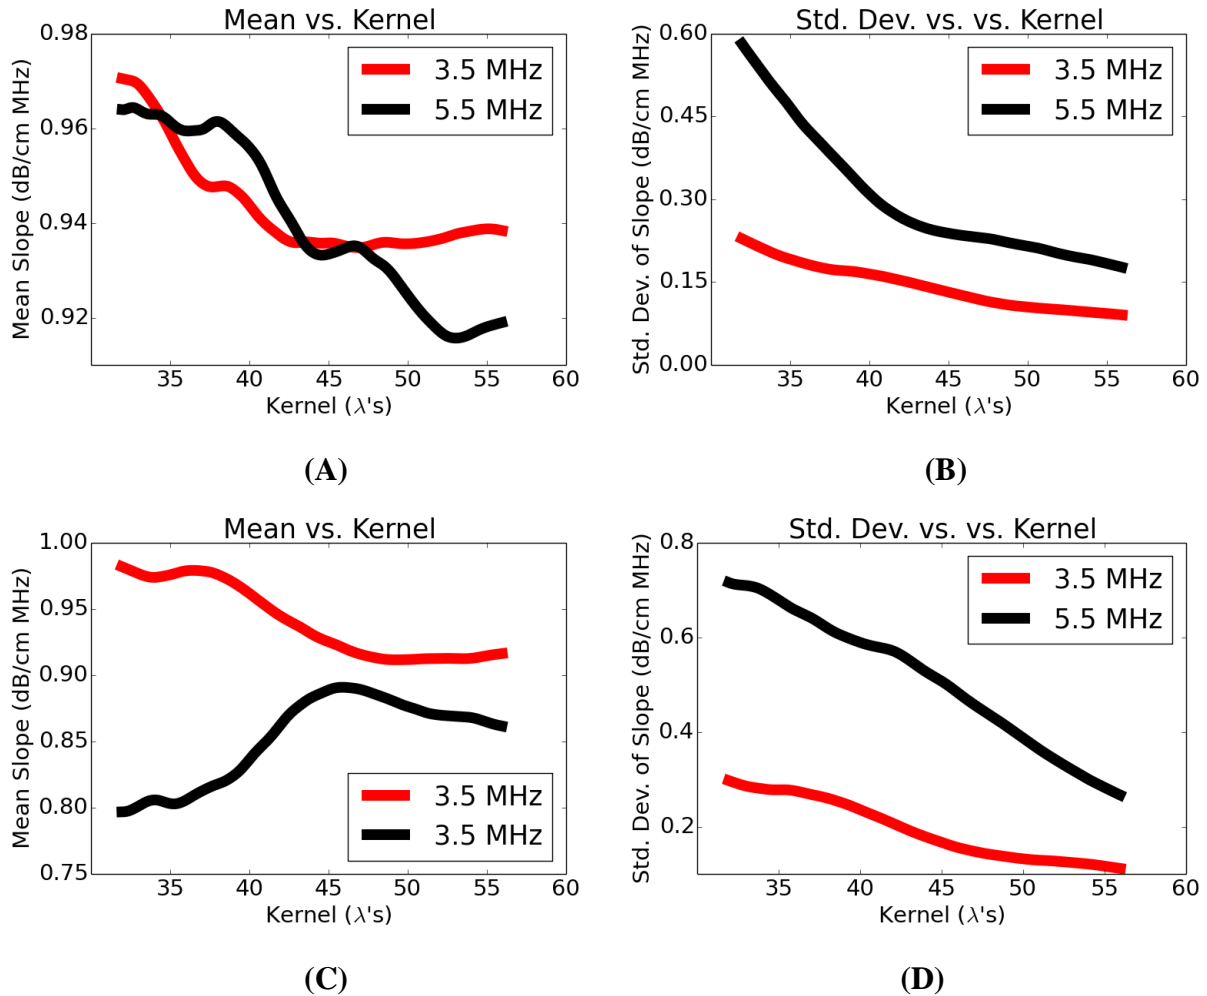 Mean vs. Kernel
Mean Slope (dB/cm MHz)
0.98
0.96
0.94
0.92
3.5 MHz
5.5 MHz
35 40 45 50 55 60
Kernel (λ's)
(A)
Std. Dev. vs. vs. Kernel
Std. Dev. of Slope (dB/cm MHz)
0.60
0.45
0.30
0.15
0.00
3.5 MHz
5.5 MHz
35 40 45 50 55 60
Kernel (λ's)
(B)
Mean vs. Kernel
Mean Slope (dB/cm MHz)
1.00
0.95
0.90
0.85
0.80
0.75
3.5 MHz
3.5 MHz
35 40 45 50 55 60
Kernel (λ's)
(C)
Std. Dev. vs. vs. Kernel
Std. Dev. of Slope (dB/cm MHz)
0.8
0.6
0.4
0.2
3.5 MHz
5.5 MHz
35 40 45 50 55 60
Kernel (λ's)
(D)